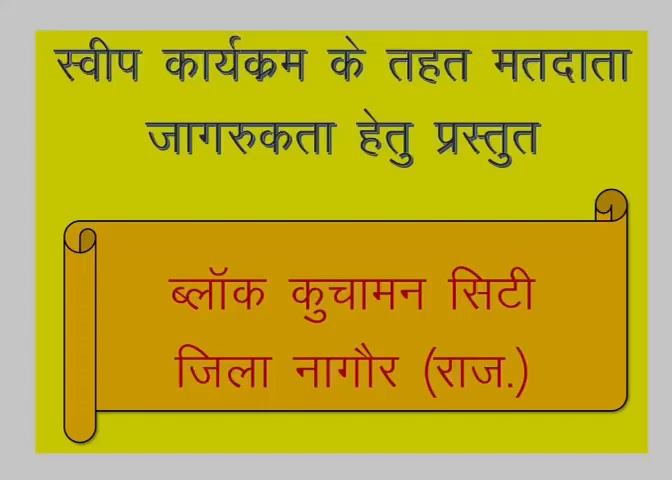 स्वीप कार्यक्रम के तहत मतदाता
जागरुकता हेतु प्रस्तुत
ब्लॉक कुचामन सिटी
जिला नागौर (राज.)